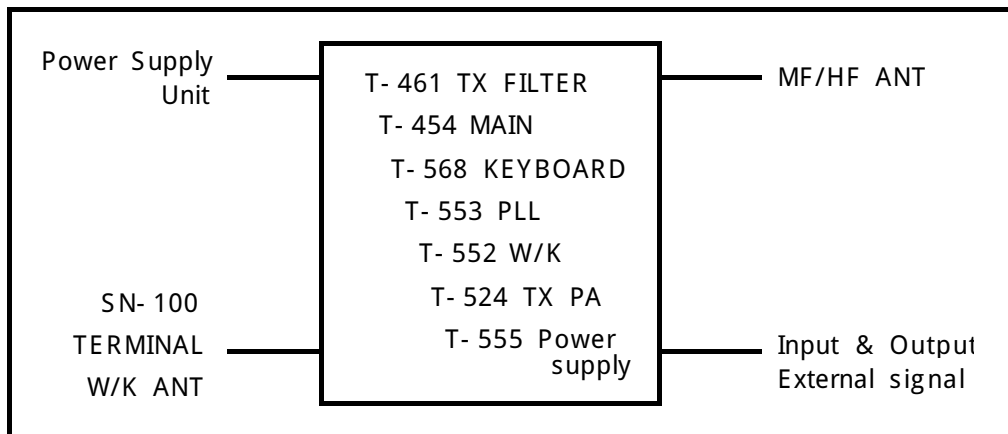 Power Supply
Unit
T- 461 TX FILTER
T- 454 MAIN
T- 568 KEYBOARD
T- 553 PLL
T- 552 W/K
T- 524 TX PA
T- 555 Power
supply
MF/HF ANT
SN- 100
TERMINAL
W/K ANT
Input & Output
External signal